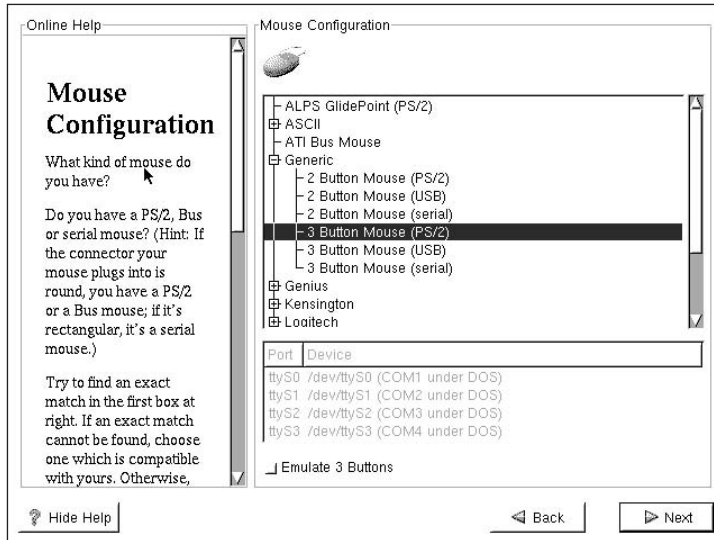 Online Help
Mouse
Configuration
What kind of mouse do
you have?
Do you have a PS/2, Bus
or serial mouse? (Hint: If
the connector your
mouse plugs into is
round, you have a PS/2
or a Bus mouse; if it's
rectangular, it's a serial
mouse.)
Try to find an exact
match in the first box at
right. If an exact match
cannot be found, choose
one which is compatible
with yours. Otherwise,
Mouse Configuration
ALPS GlidePoint (PS/2)
ASCII
ATI Bus Mouse
Generic
2 Button Mouse (PS/2)
2 Button Mouse (USB)
2 Button Mouse (serial)
3 Button Mouse (PS/2)
3 Button Mouse (USB)
3 Button Mouse (serial)
Genius
Kensington
Logitech
Port Device
ttyS0 /dev/ttyS0 (COM1 under DOS)
ttyS1 /dev/ttyS1 (COM2 under DOS)
ttyS2 /dev/ttyS2 (COM3 under DOS)
ttyS3 /dev/ttyS3 (COM4 under DOS)
Emulate 3 Buttons
Hide Help
Back
Next